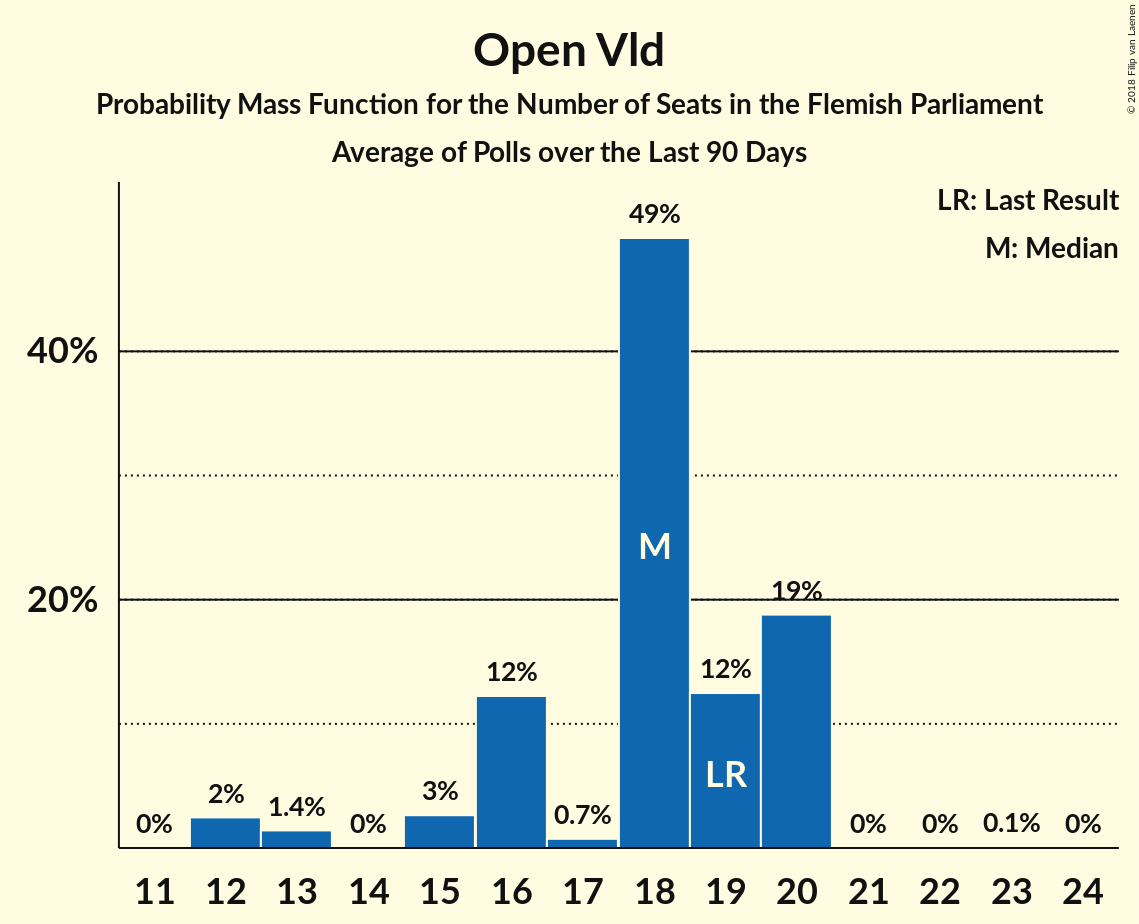 Open Vld
Probability Mass Function for the Number of Seats in the Flemish Parliament
Average of Polls over the Last 90 Days
© 2018 Filip van Laenen
LR: Last Result
M: Median
49%
40%
M
20%
19%
12%
12%
LR
2%
3%
1.4%
0.7%
0%
0%
0%
0%
0.1%
0%
11 12 13 14 15 16 17 18 19 20 21 22 23 24